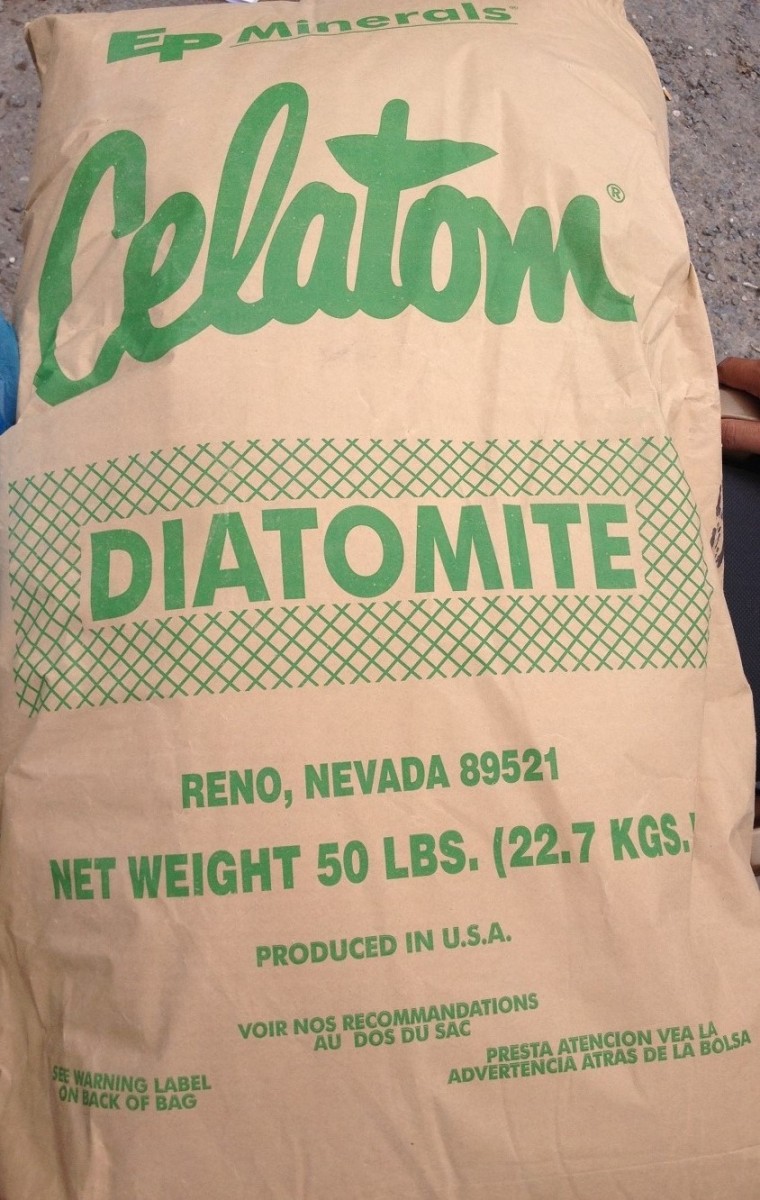 EP Minerals
Celatom®
DIATOMITE
RENO, NEVADA 89521
NET WEIGHT 50 LBS. (22.7 KGS.)
PRODUCED IN U.S.A.
VOIR NOS RECOMMANDATIONS
AU DOS DU SAC
PRESTA ATENCION VEA LA
ADVERTENCIA ATRAS DE LA BOLSA
SEE WARNING LABEL
ON BACK OF BAG